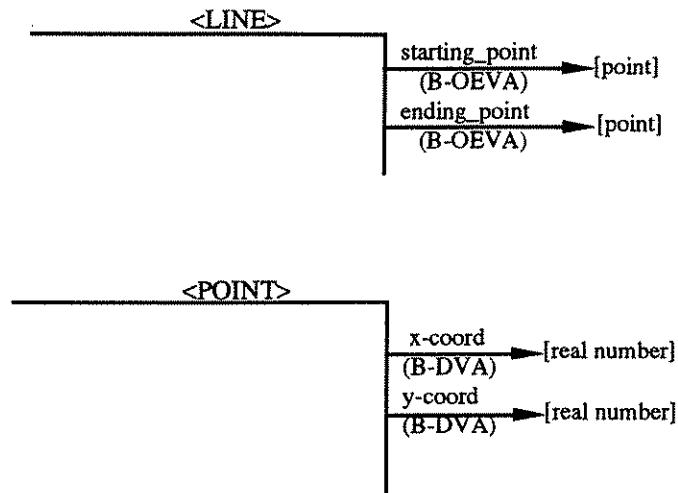 <LINE>
starting_point
[point]
(B-OEVA)
ending_point
[point]
(B-OEVA)
<POINT>
x-coord
[real number]
(B-DVA)
y-coord
[real number]
(B-DVA)